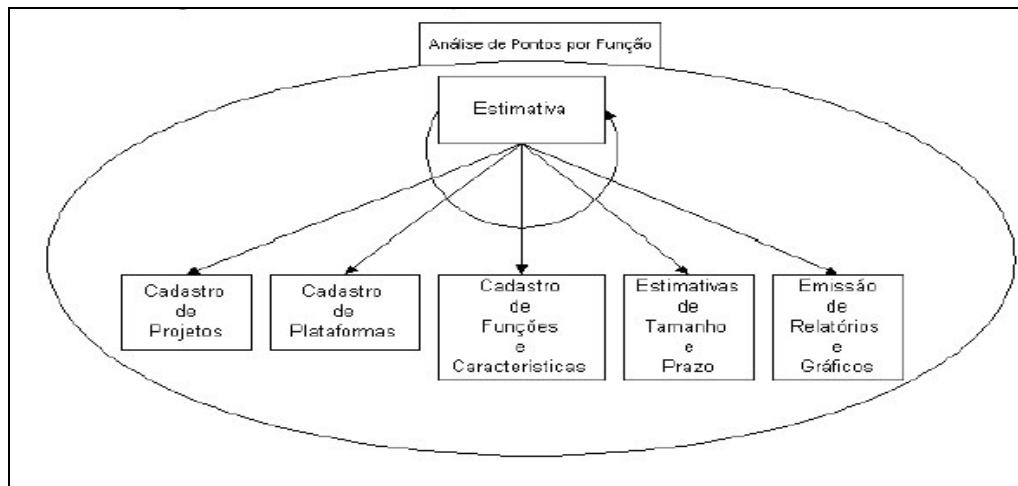 Análise de Pontos por Função
Estimativa
Cadastro
de
Projetos
Cadastro
de
Plataformas
Cadastro
de
Funções
e
Características
Estimativas
de
Tamanho
e
Prazo
Emissão
de
Relatórios
e
Gráficos